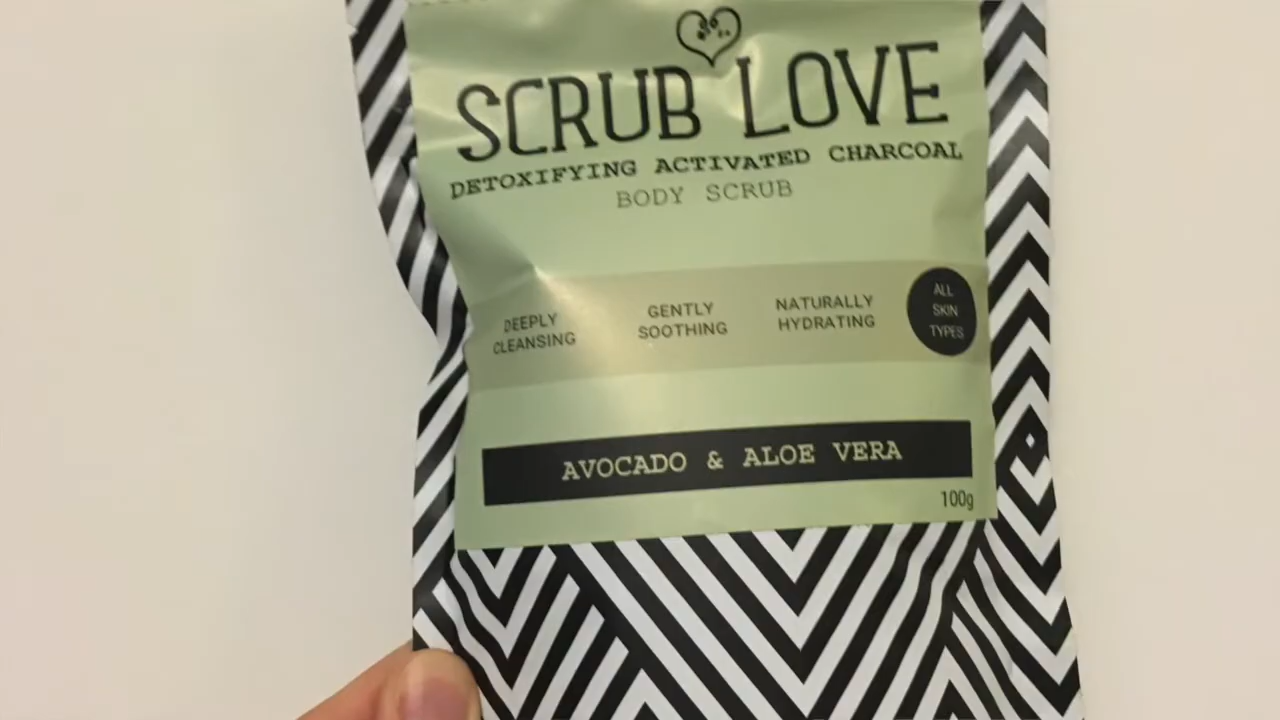 SCRUB LOVE
DETOXIFYING ACTIVATED CHARCOAL
BODY SCRUB
DEEPLY
CLEANSING
GENTLY
SOOTHING
NATURALLY
HYDRATING
ALL
SKIN
TYPES
AVOCADO & ALOE VERA
100g